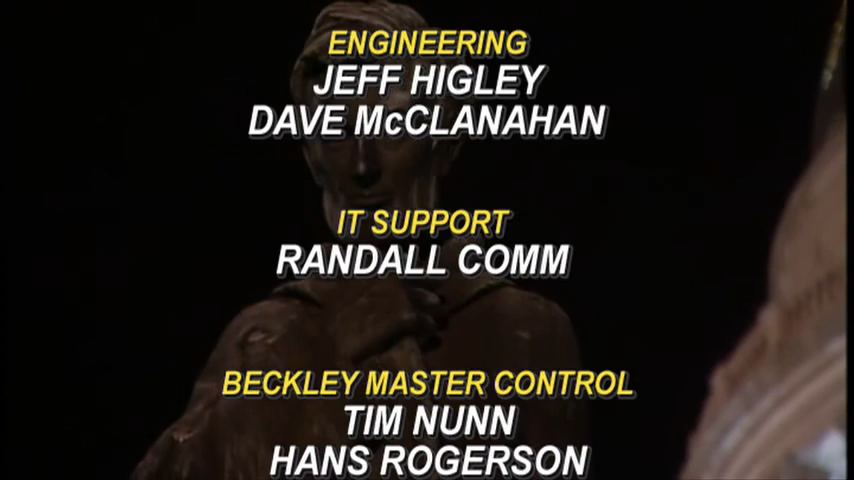 ENGINEERING
JEFF HIGLEY
DAVE McCLANAHAN
IT SUPPORT
RANDALL COMM
BECKLEY MASTER CONTROL
TIM NUNN
HANS ROGERSON